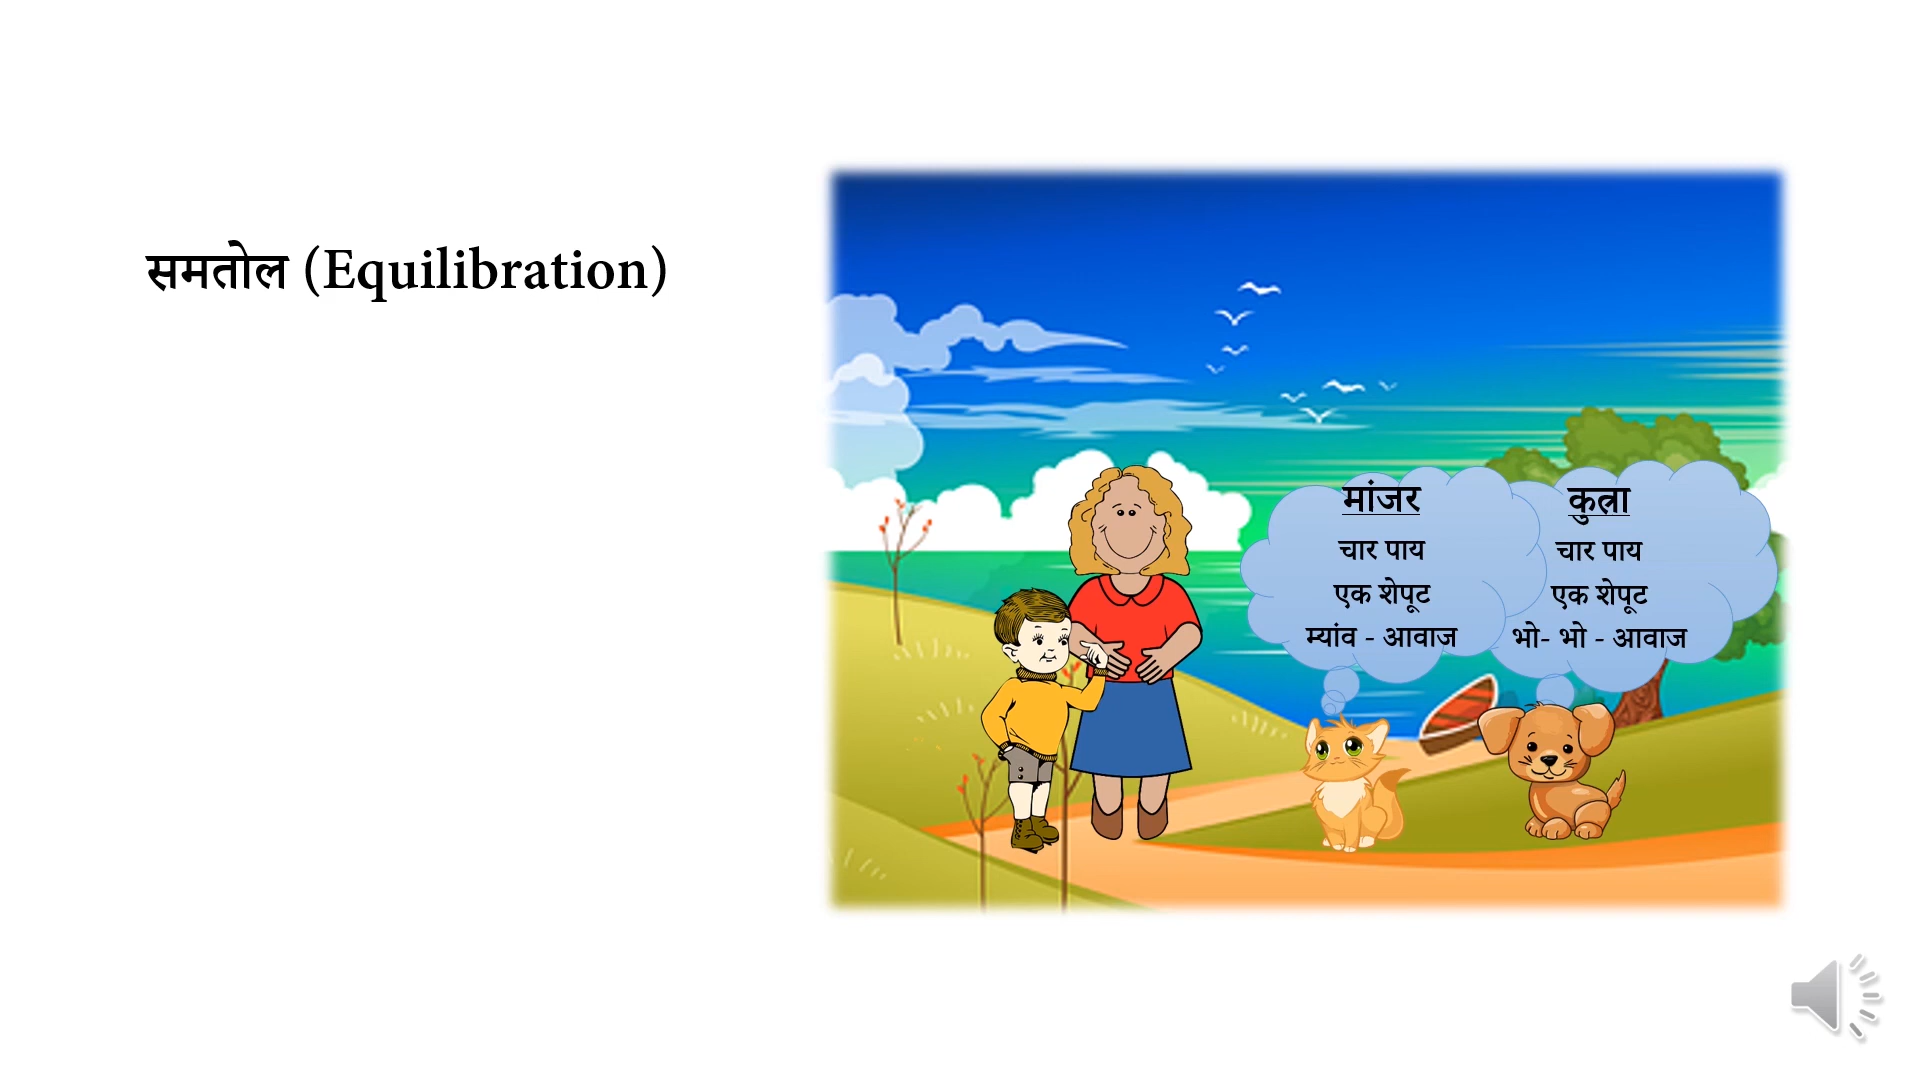 समतोल (Equilibration)
मांजर
चार पाय
एक शेपूट
म्यांव - आवाज
कुत्रा
चार पाय
एक शेपूट
भो- भो - आवाज